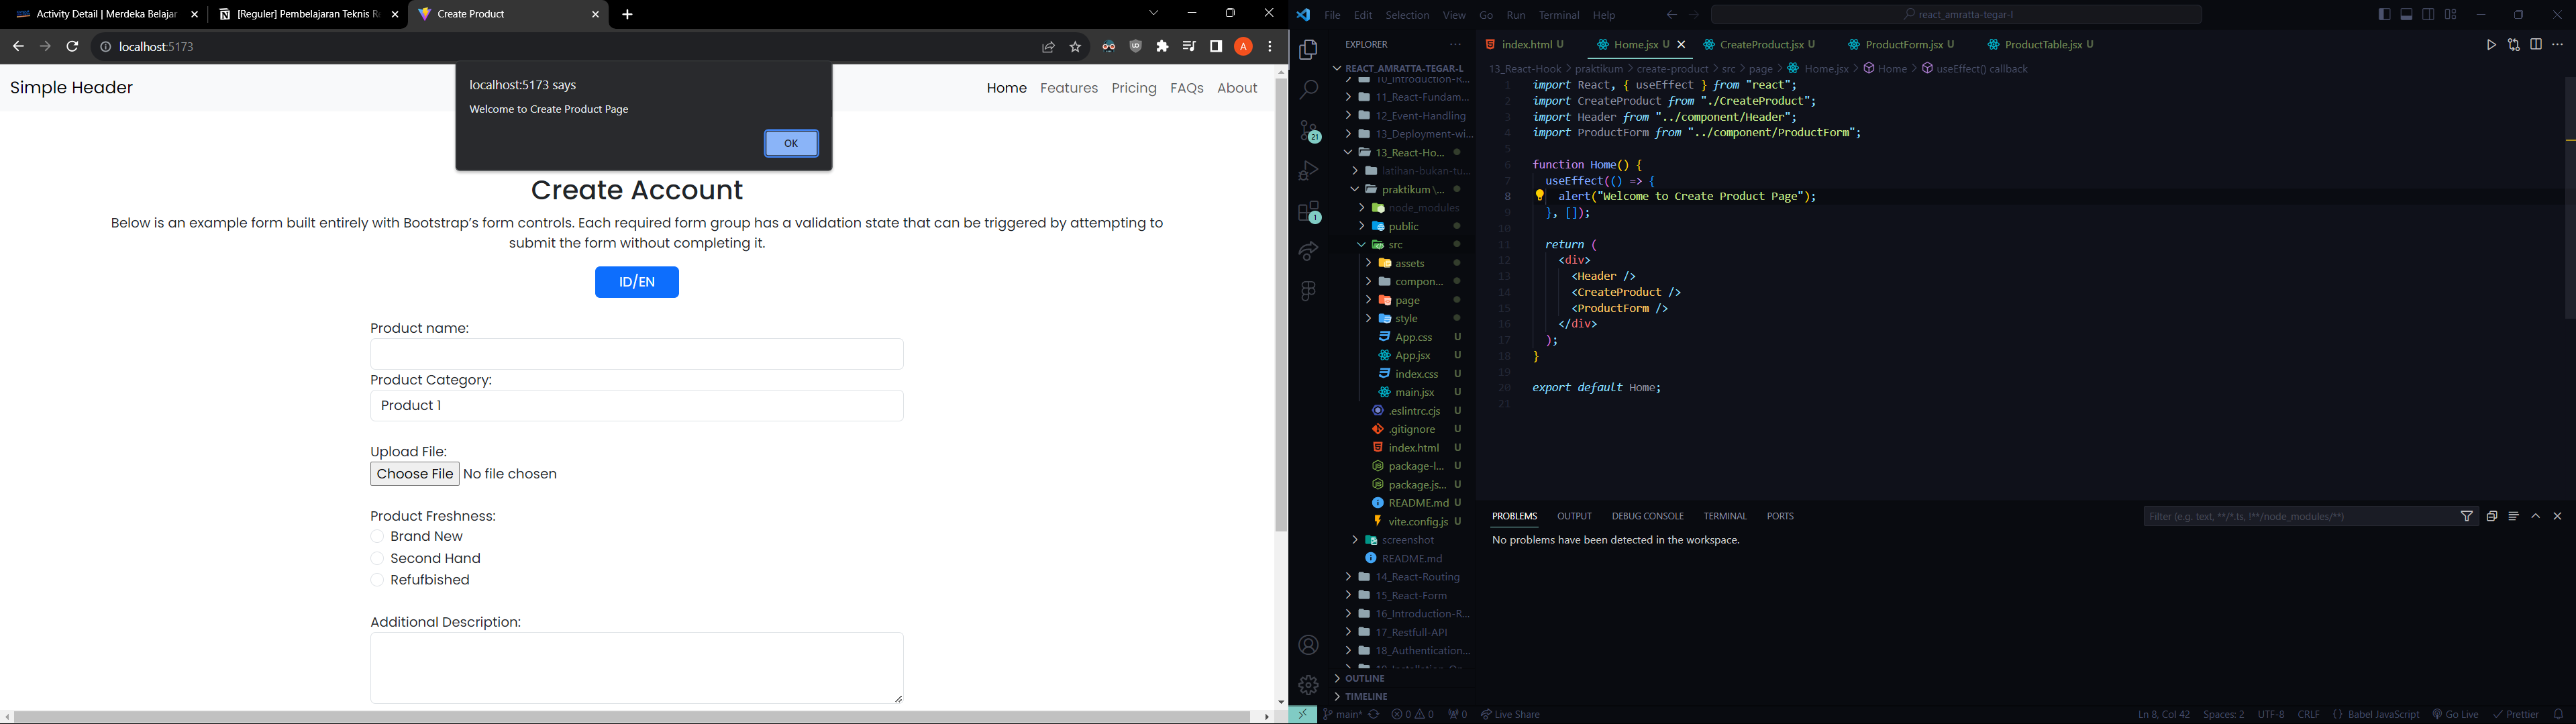 Activity Detail | Merdeka Belajar
[Reguler] Pembelajaran Teknis R
Create Product
localhost:5173
Simple Header
Home
Features
Pricing
FAQs
About
localhost:5173 says
Welcome to Create Product Page
OK
Create Account
Below is an example form built entirely with Bootstrap's form controls. Each required form group has a validation state that can be triggered by attempting to
submit the form without completing it.
ID/EN
Product name:
Product Category:
Product 1
Upload File:
Choose File No file chosen
Product Freshness:
Brand New
Second Hand
Refufbished
Additional Description:
File Edit Selection View Go Run Terminal Help
react_amratta-tegar-l
EXPLORER
REACT_AMRATTA-TEGAR-L
10_Introduction-R...
11_React-Fundam...
12_Event-Handling
13_Deployment-wi...
13_React-Ho...
latihan-bukan-tu...
praktikum\...
node_modules
public
src
assets
compon...
page
style
App.css U
App.jsx U
index.css U
main.jsx U
.eslintrc.cjs U
.gitignore U
index.html U
package-l... U
package.js... U
README.md U
vite.config.js U
screenshot
README.md
14_React-Routing
15_React-Form
16_Introduction-R...
17_Restfull-API
18_Authentication...
OUTLINE
TIMELINE
21
1
index.html U
Home.jsx U
CreateProduct.jsx U
ProductForm.jsx U
ProductTable.jsx U
13_React-Hook > praktikum > create-product > src > page > Home.jsx > Home > useEffect() callback
1 import React, { useEffect } from "react";
2 import CreateProduct from "./CreateProduct";
3 import Header from "../component/Header";
4 import ProductForm from "../component/ProductForm";
5
6 function Home() {
7 useEffect(() => {
8 alert("Welcome to Create Product Page");
9 }, []);
10
11 return (
12 <div>
13 <Header />
14 <CreateProduct />
15 <ProductForm />
16 </div>
17 );
18 }
19
20 export default Home;
21
PROBLEMS OUTPUT DEBUG CONSOLE TERMINAL PORTS
Filter (e.g. text, **/*.ts, !**/node_modules/**)
No problems have been detected in the workspace.
main* 0 0 0 Live Share
Ln 8, Col 42 Spaces: 2 UTF-8 CRLF {} Babel JavaScript Go Live Prettier